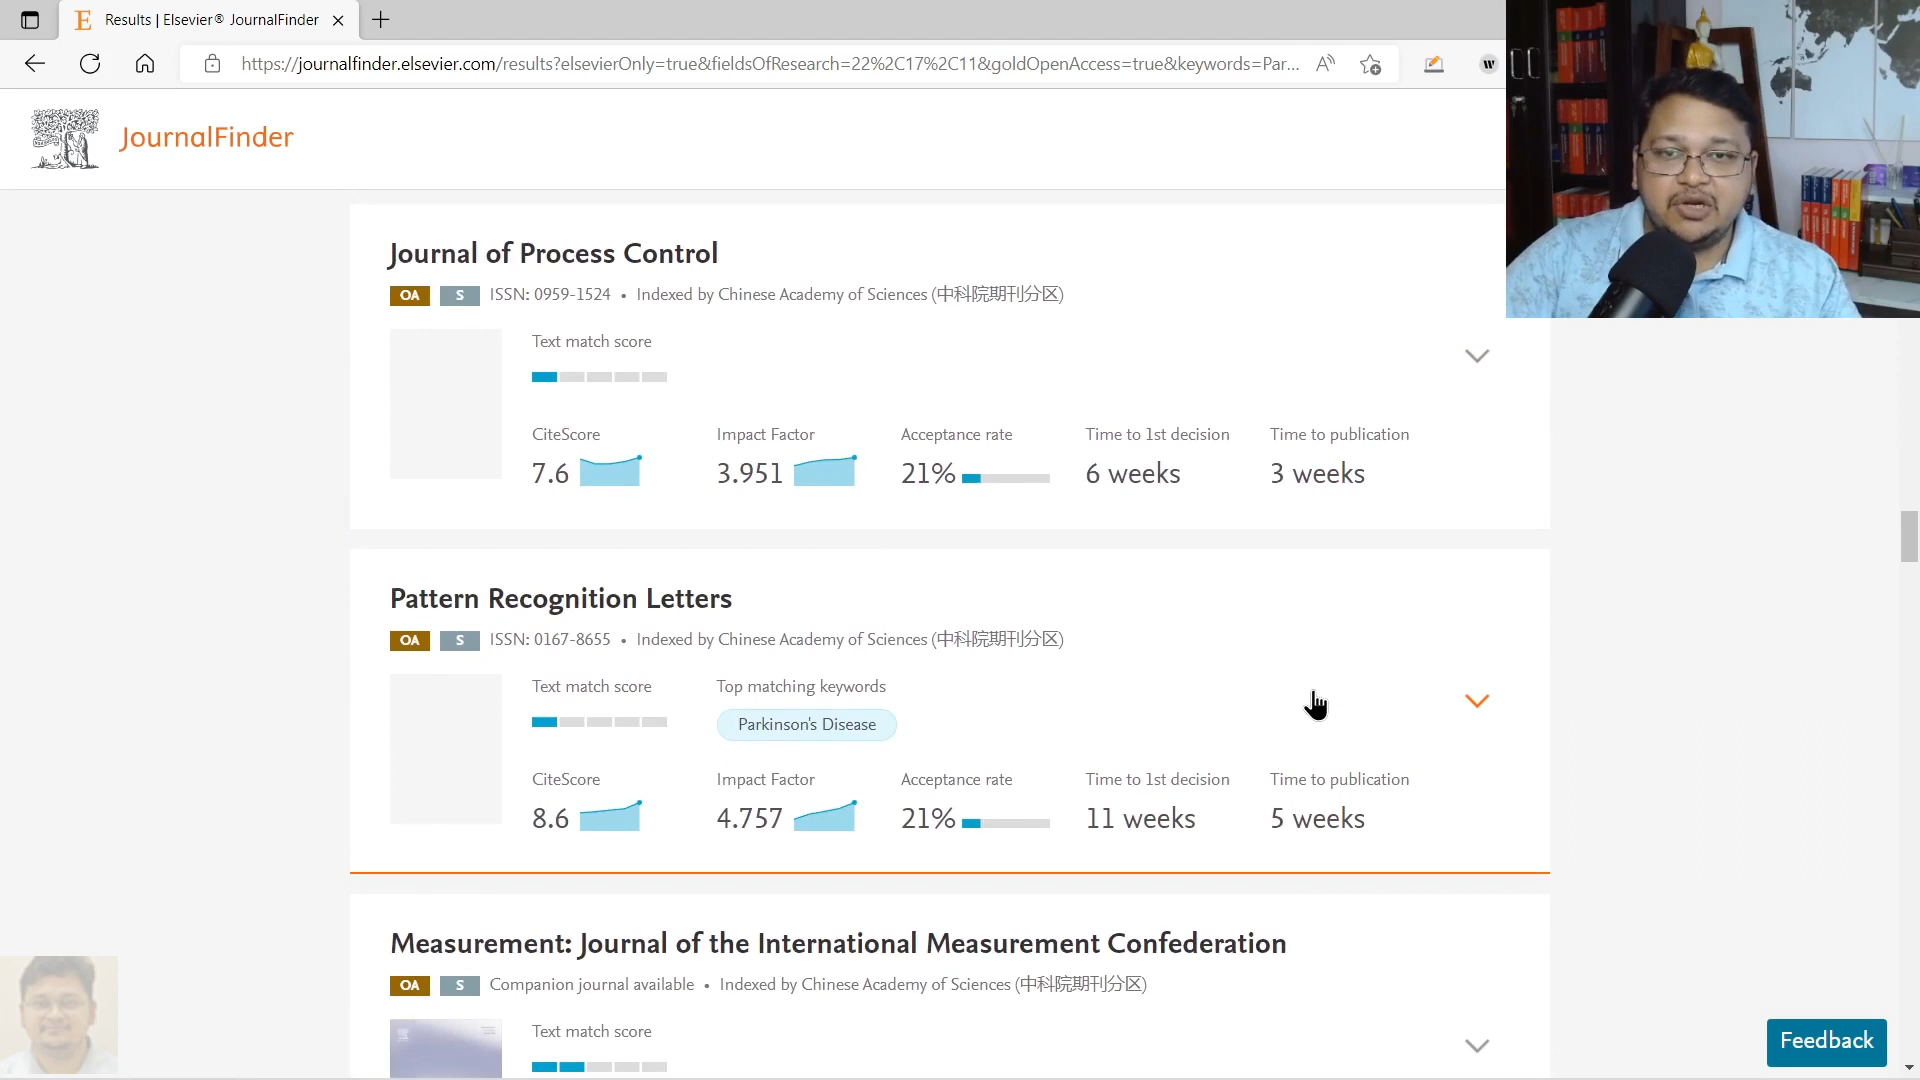 Results | Elsevier® JournalFinder
https://journalfinder.elsevier.com/results?elsevierOnly=true&fieldsOfResearch=22%2C17%2C11&goldOpenAccess=true&keywords=Par...
JournalFinder
Journal of Process Control
OA S ISSN: 0959-1524 • Indexed by Chinese Academy of Sciences (中科院期刊分区)
Text match score
CiteScore Impact Factor Acceptance rate Time to 1st decision Time to publication
7.6 3.951 21% 6 weeks 3 weeks
Pattern Recognition Letters
OA S ISSN: 0167-8655 • Indexed by Chinese Academy of Sciences (中科院期刊分区)
Text match score Top matching keywords
Parkinson's Disease
CiteScore Impact Factor Acceptance rate Time to 1st decision Time to publication
8.6 4.757 21% 11 weeks 5 weeks
Measurement: Journal of the International Measurement Confederation
OA S Companion journal available • Indexed by Chinese Academy of Sciences (中科院期刊分区)
Text match score
Feedback